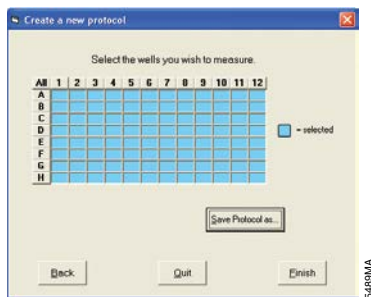 Create a new protocol
Select the wells you wish to measure.
All 1 2 3 4 5 6 7 8 9 10 11 12
A
B
C
D
E
F
G
H
= selected
Save Protocol as...
Back Quit Finish
5489MA